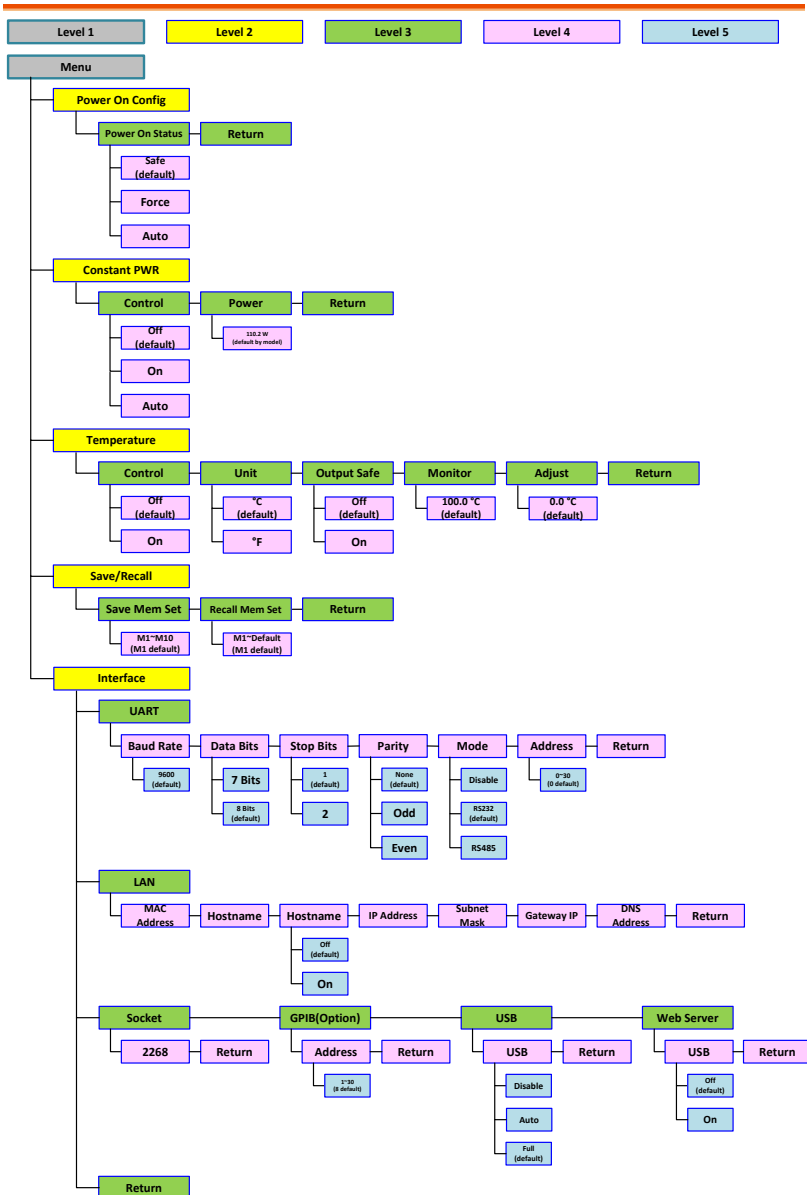 Level 1 Level 2 Level 3 Level 4 Level 5
Menu
Power On Config
Power On Status Return
Safe
(default)
Force
Auto
Constant PWR
Control Power Return
Off
(default)
110.2 W
(default by model)
On
Auto
Temperature
Control Unit Output Safe Monitor Adjust Return
Off
(default)
°C
(default)
Off
(default)
100.0 °C
(default)
0.0 °C
(default)
On °F On
Save/Recall
Save Mem Set Recall Mem Set Return
M1~M10
(M1 default)
M1~Default
(M1 default)
Interface
UART
Baud Rate Data Bits Stop Bits Parity Mode Address Return
9600
(default)
7 Bits
1
(default)
None
(default)
Disable
0~30
(0 default)
8 Bits
(default)
2
Odd
RS232
(default)
Even
RS485
LAN
MAC
Address
Hostname
Hostname
IP Address
Subnet
Mask
Gateway IP
DNS
Address
Return
Off
(default)
On
Socket GPIB(Option) USB Web Server
2268 Return Address Return USB Return USB Return
1~30
(8 default)
Disable
Off
(default)
Auto
On
Full
(default)
Return